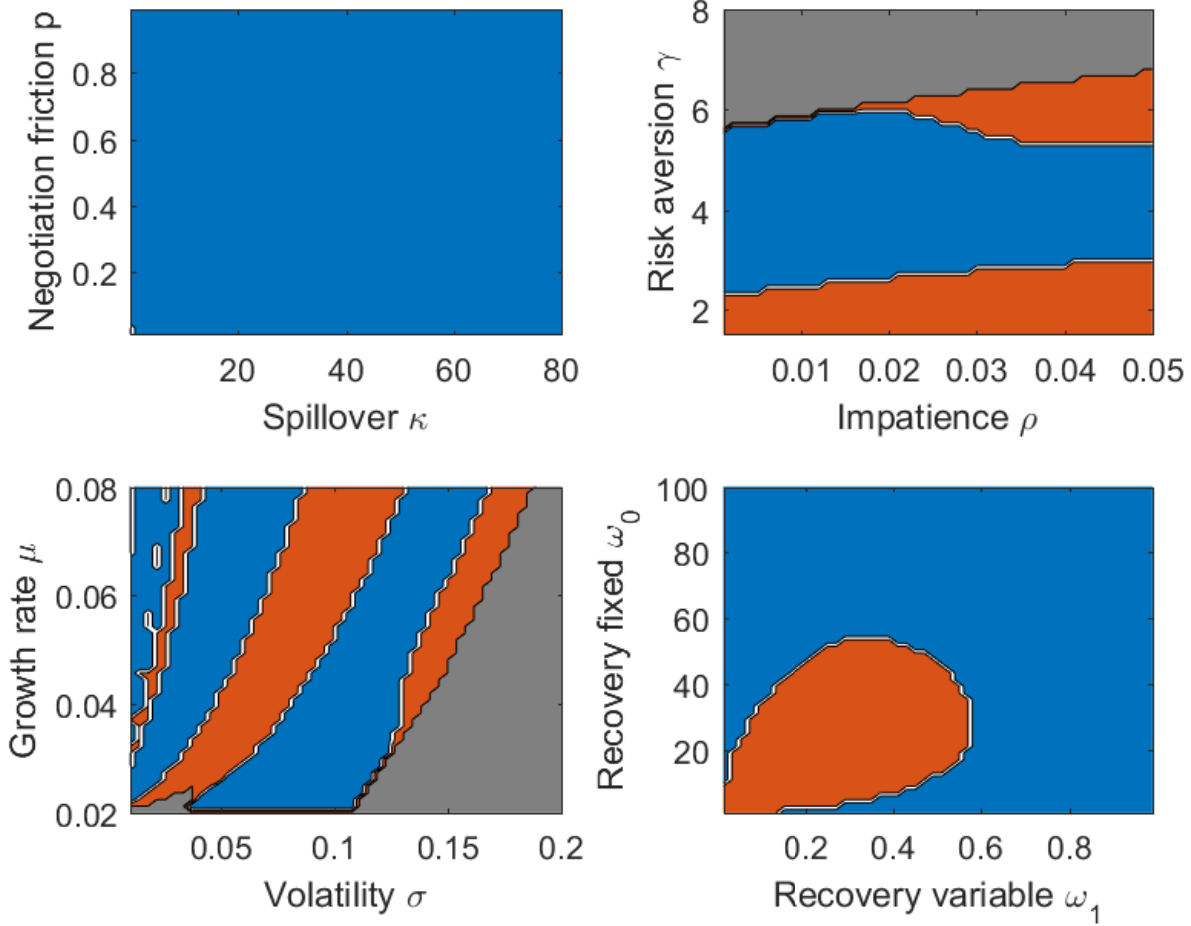 Negotiation friction p
0.8
0.6
0.4
0.2
20 40 60 80
Spillover κ
Risk aversion γ
8
6
4
2
0.01 0.02 0.03 0.04 0.05
Impatience ρ
Growth rate μ
0.08
0.06
0.04
0.02
0.05 0.1 0.15 0.2
Volatility σ
Recovery fixed ω0
100
80
60
40
20
0.2 0.4 0.6 0.8
Recovery variable ω1